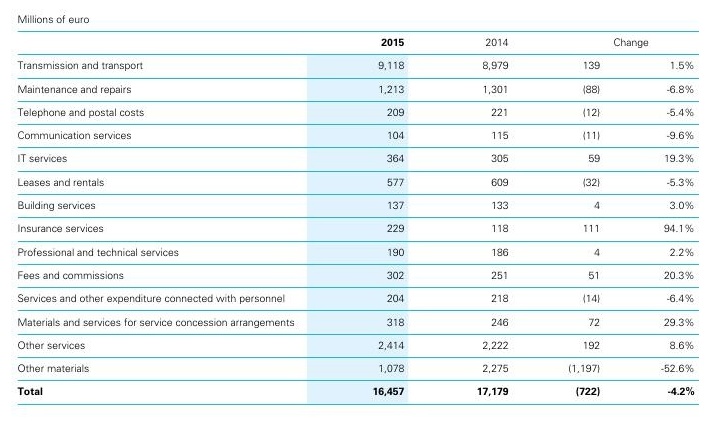 Millions of euro
2015 2014 Change
Transmission and transport 9,118 8,979 139 1.5%
Maintenance and repairs 1,213 1,301 (88) -6.8%
Telephone and postal costs 209 221 (12) -5.4%
Communication services 104 115 (11) -9.6%
IT services 364 305 59 19.3%
Leases and rentals 577 609 (32) -5.3%
Building services 137 133 4 3.0%
Insurance services 229 118 111 94.1%
Professional and technical services 190 186 4 2.2%
Fees and commissions 302 251 51 20.3%
Services and other expenditure connected with personnel 204 218 (14) -6.4%
Materials and services for service concession arrangements 318 246 72 29.3%
Other services 2,414 2,222 192 8.6%
Other materials 1,078 2,275 (1,197) -52.6%
Total 16,457 17,179 (722) -4.2%